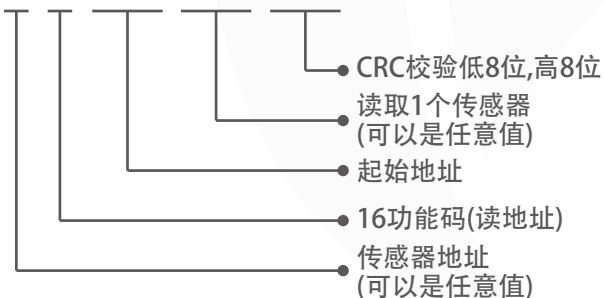 CRC校验低8位,高8位
读取1个传感器
(可以是任意值)
起始地址
16功能码(读地址)
传感器地址
(可以是任意值)